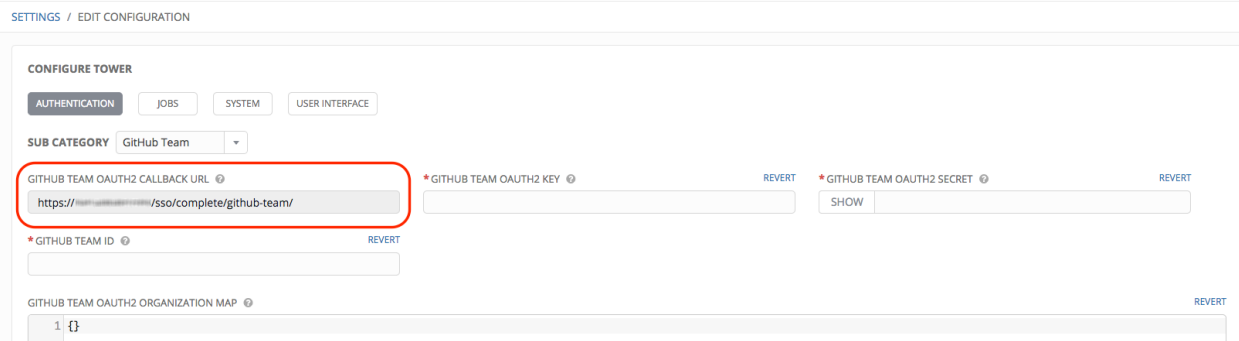 SETTINGS / EDIT CONFIGURATION
CONFIGURE TOWER
AUTHENTICATION JOBS SYSTEM USER INTERFACE
SUB CATEGORY GitHub Team
GITHUB TEAM OAUTH2 CALLBACK URL
https:// /sso/complete/github-team/
* GITHUB TEAM OAUTH2 KEY REVERT
* GITHUB TEAM OAUTH2 SECRET REVERT
SHOW
* GITHUB TEAM ID REVERT
GITHUB TEAM OAUTH2 ORGANIZATION MAP REVERT
1 {}